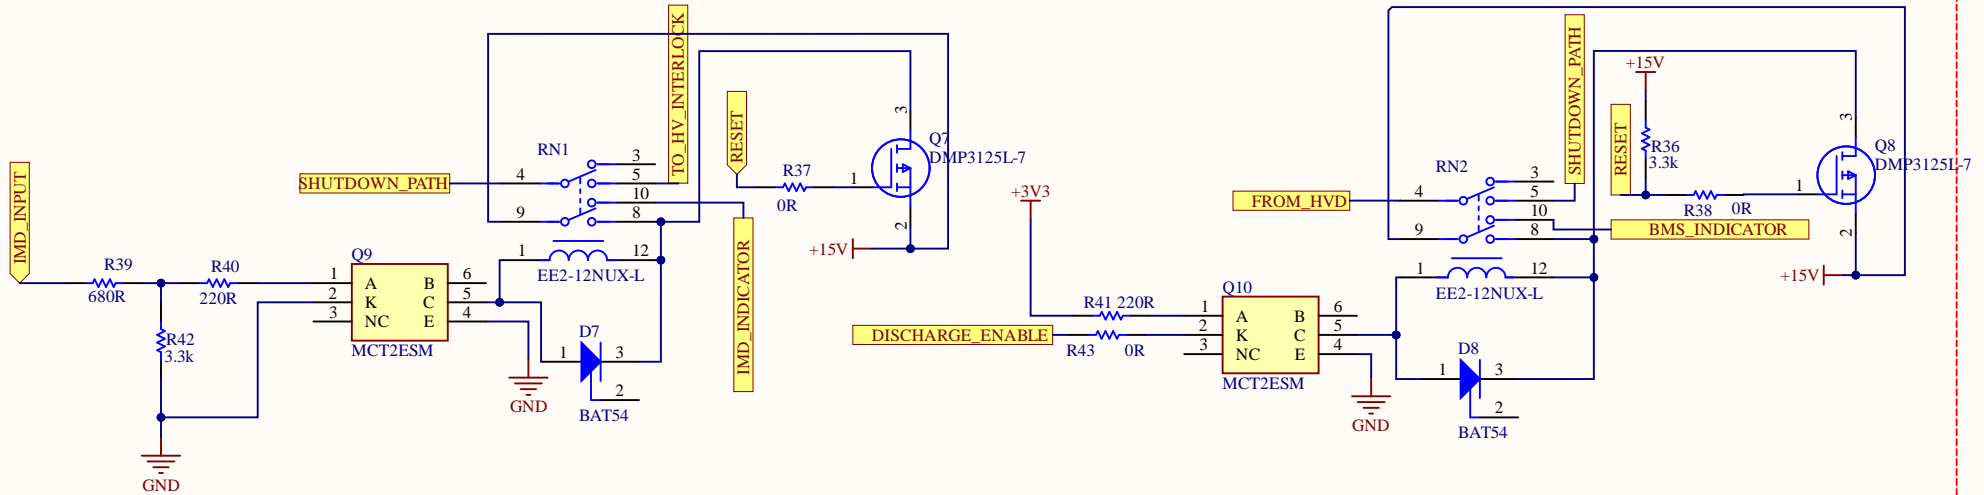 IMD_INPUT
R39
680R
R40
220R
R42
3.3k
GND
SHUTDOWN_PATH
RN1
4
9
3
5
10
8
1
12
EE2-12NUX-L
TO_HV_INTERLOCK
Q9
1
2
3
A
K
NC
B
C
E
6
5
4
MCT2ESM
GND
D7
1
3
2
BAT54
IMD_INDICATOR
RESET
R37
0R
1
3
2
Q7
DMP3125L-7
+15V
+3V3
R41 220R
DISCHARGE_ENABLE
R43
0R
Q10
1
2
3
A
K
NC
B
C
E
6
5
4
MCT2ESM
GND
FROM_HVD
RN2
4
9
3
5
10
8
1
12
EE2-12NUX-L
D8
1
3
2
BAT54
SHUTDOWN_PATH
BMS_INDICATOR
+15V
RESET
R36
3.3k
R38
0R
1
3
2
Q8
DMP3125L-7
+15V